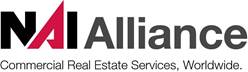 NAI Alliance
Commercial Real Estate Services, Worldwide.